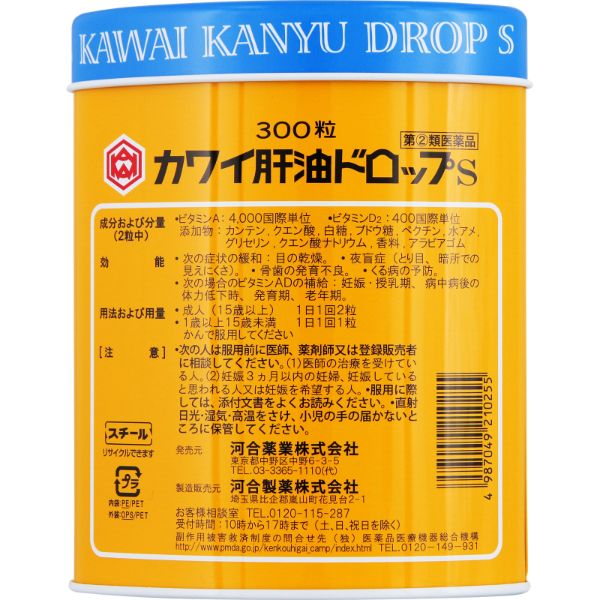 KAWAI KANYU DROP S
300粒
指②類医薬品
カワイ肝油ドロップS
成分および分量
(2粒中)
・ビタミンA:4,000国際単位 ・ビタミンD2:400国際単位
添加物:カンテン、クエン酸、白糖、ブドウ糖、ペクチン、水アメ、
グリセリン、クエン酸ナトリウム、香料、アラビアゴム
効能
・次の症状の緩和:目の乾燥。 ・夜盲症(とり目、暗所での
見えにくさ)。 ・骨歯の発育不良。 ・くる病の予防。
・次の場合のビタミンADの補給:妊娠・授乳期、病中病後の
体力低下時、発育期、老年期。
用法および用量
・成人(15歳以上) 1日1回2粒
・1歳以上15歳未満 1日1回1粒
かんで服用してください
[注意]
・次の人は服用前に医師、薬剤師又は登録販売者
に相談してください。(1)医師の治療を受けてい
る人。(2)妊娠3ヵ月以内の妊婦、妊娠している
と思われる人又は妊娠を希望する人。 ・服用に際
しては、添付文書をよくお読みください。 ・直射
日光・湿気・高温をさけ、小児の手の届かないと
ころに保管してください。
スチール
リサイクルできます
プラ
内袋:PE/PET
外装:OPS/PET
発売元 河合薬業株式会社
東京都中野区中野6-3-5
TEL.03-3365-1110(代)
製造販売元 河合製薬株式会社
埼玉県比企郡嵐山町花見台2-1
お客様相談室 TEL.0120-115-287
受付時間:10時から17時まで(土、日、祝日を除く)
副作用被害救済制度の問合せ先(独)医薬品医療機器総合機構
http://www.pmda.go.jp/kenkouhigai_camp/index.html TEL.0120-149-931
4 987049 210255